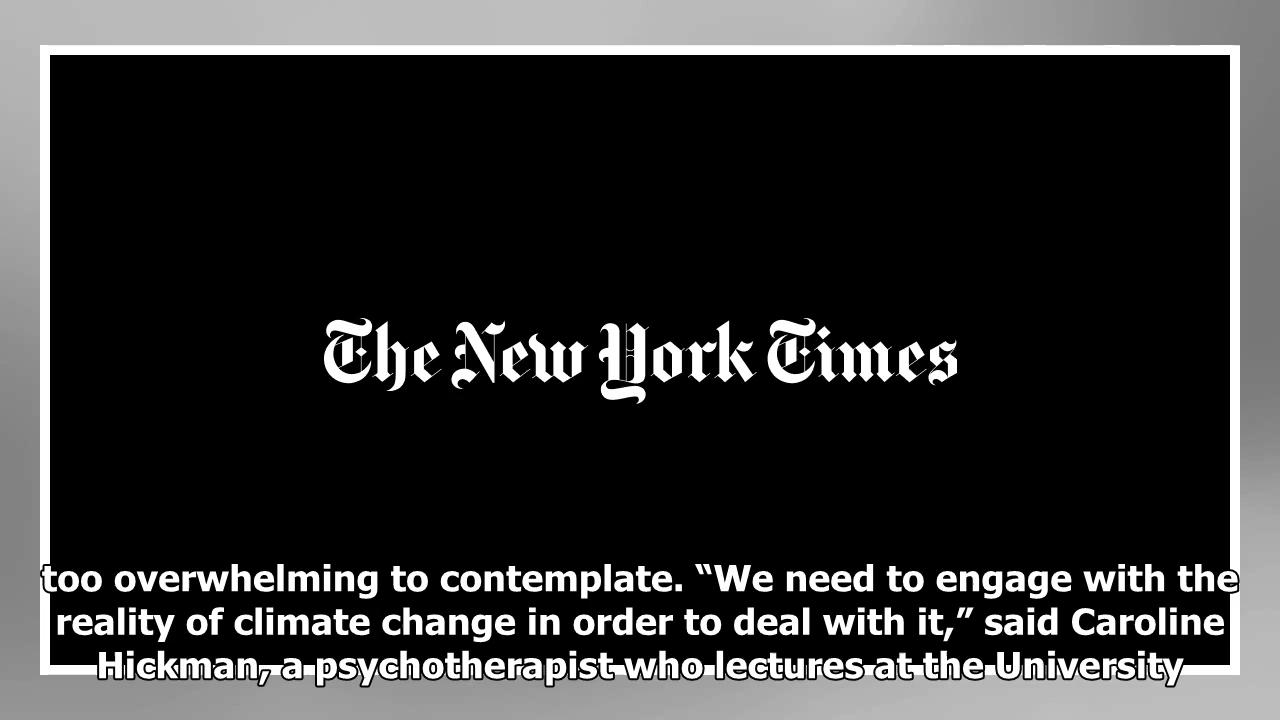 The New York Times
too overwhelming to contemplate. “We need to engage with the
reality of climate change in order to deal with it,” said Caroline
Hickman, a psychotherapist who lectures at the University